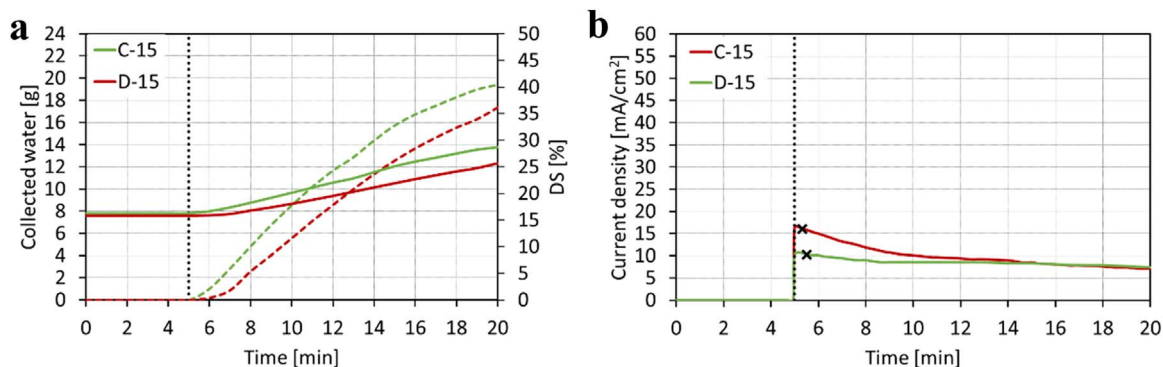 a
24
22
20
18
16
14
12
10
8
6
4
2
0
Collected water [g]
C-15
D-15
50
45
40
35
30
25
20
15
10
5
0
DS [%]
0 2 4 6 8 10 12 14 16 18 20
Time [min]
b
60
55
50
45
40
35
30
25
20
15
10
5
0
Current density [mA/cm²]
C-15
D-15
0 2 4 6 8 10 12 14 16 18 20
Time [min]